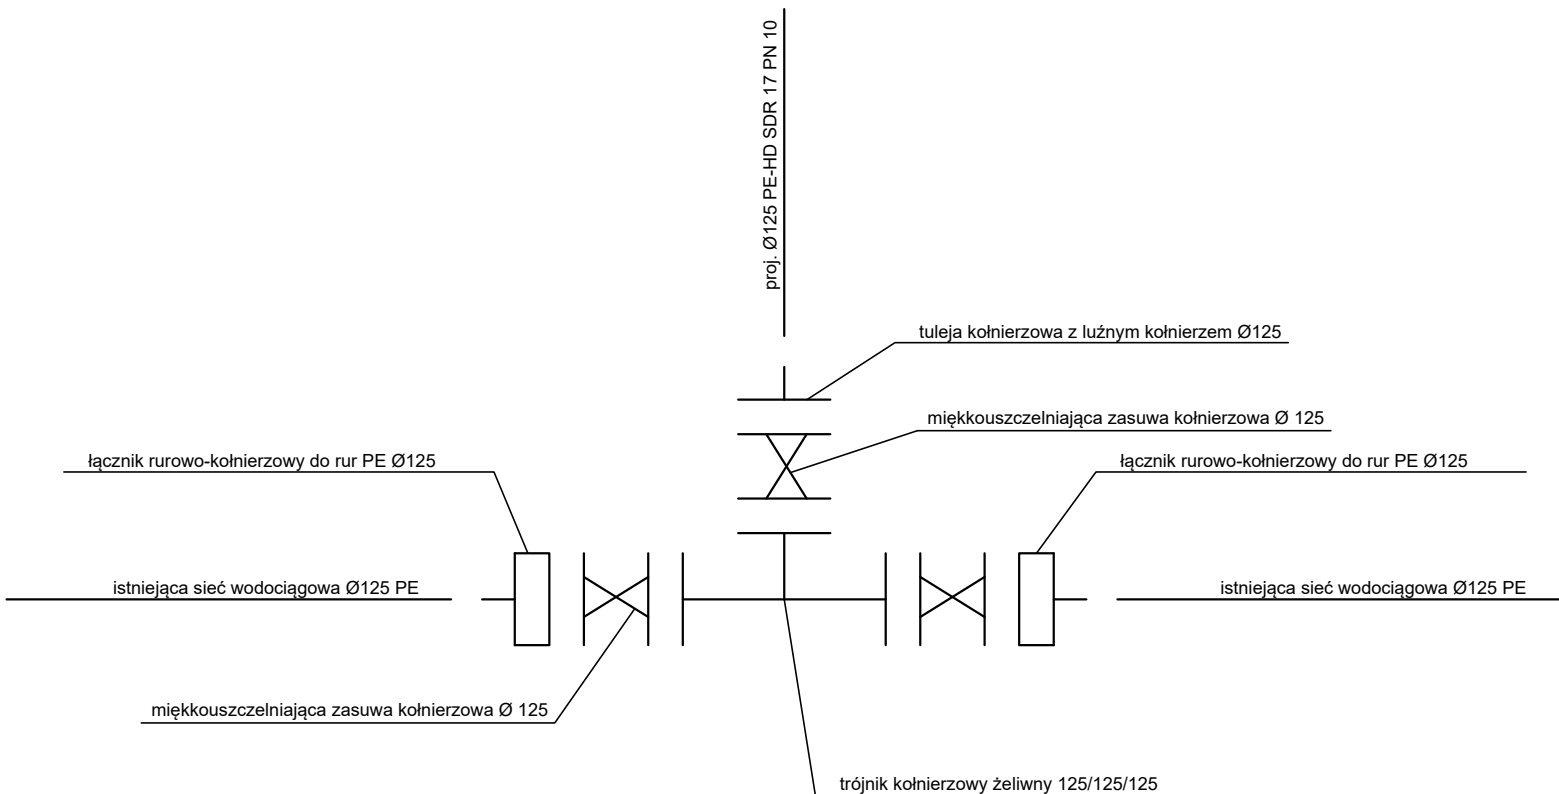 proj. Ø125 PE-HD SDR 17 PN 10
tuleja kołnierzowa z luźnym kołnierzem Ø125
miękkouszczelniająca zasuwa kołnierzowa Ø 125
łącznik rurowo-kołnierzowy do rur PE Ø125
łącznik rurowo-kołnierzowy do rur PE Ø125
istniejąca sieć wodociągowa Ø125 PE
istniejąca sieć wodociągowa Ø125 PE
miękkouszczelniająca zasuwa kołnierzowa Ø 125
trójnik kołnierzowy żeliwny 125/125/125